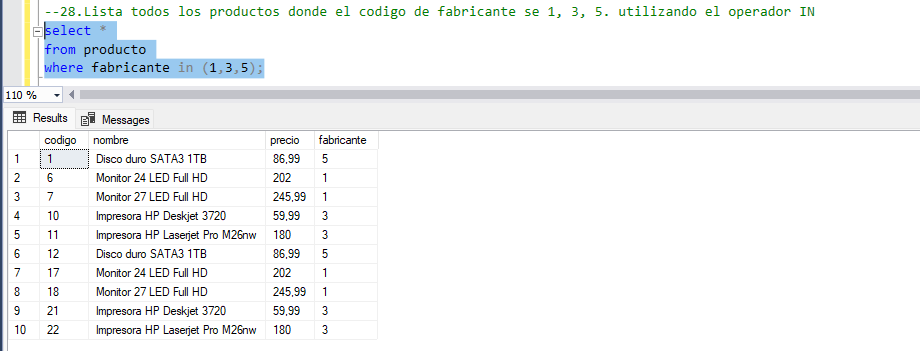 --28.Lista todos los productos donde el codigo de fabricante se 1, 3, 5. utilizando el operador IN
select *
from producto
where fabricante in (1,3,5);
110 %
Results Messages
codigo nombre precio fabricante
1 1 Disco duro SATA3 1TB 86,99 5
2 6 Monitor 24 LED Full HD 202 1
3 7 Monitor 27 LED Full HD 245,99 1
4 10 Impresora HP Deskjet 3720 59,99 3
5 11 Impresora HP Laserjet Pro M26nw 180 3
6 12 Disco duro SATA3 1TB 86,99 5
7 17 Monitor 24 LED Full HD 202 1
8 18 Monitor 27 LED Full HD 245,99 1
9 21 Impresora HP Deskjet 3720 59,99 3
10 22 Impresora HP Laserjet Pro M26nw 180 3